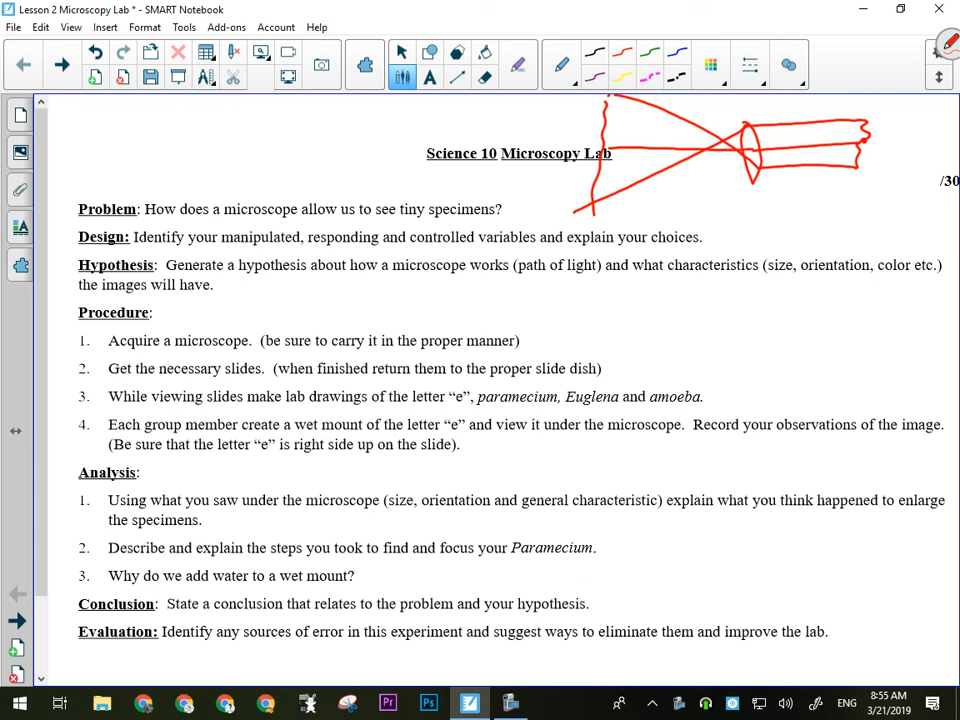 Lesson 2 Microscopy Lab * - SMART Notebook
File Edit View Insert Format Tools Add-ons Account Help
Science 10 Microscopy Lab
/30
Problem: How does a microscope allow us to see tiny specimens?
Design: Identify your manipulated, responding and controlled variables and explain your choices.
Hypothesis: Generate a hypothesis about how a microscope works (path of light) and what characteristics (size, orientation, color etc.)
the images will have.
Procedure:
1. Acquire a microscope. (be sure to carry it in the proper manner)
2. Get the necessary slides. (when finished return them to the proper slide dish)
3. While viewing slides make lab drawings of the letter “e”, paramecium, Euglena and amoeba.
4. Each group member create a wet mount of the letter “e” and view it under the microscope. Record your observations of the image.
(Be sure that the letter “e” is right side up on the slide).
Analysis:
1. Using what you saw under the microscope (size, orientation and general characteristic) explain what you think happened to enlarge
the specimens.
2. Describe and explain the steps you took to find and focus your Paramecium.
3. Why do we add water to a wet mount?
Conclusion: State a conclusion that relates to the problem and your hypothesis.
Evaluation: Identify any sources of error in this experiment and suggest ways to eliminate them and improve the lab.
Pr Ps ENG 8:55 AM
3/21/2019